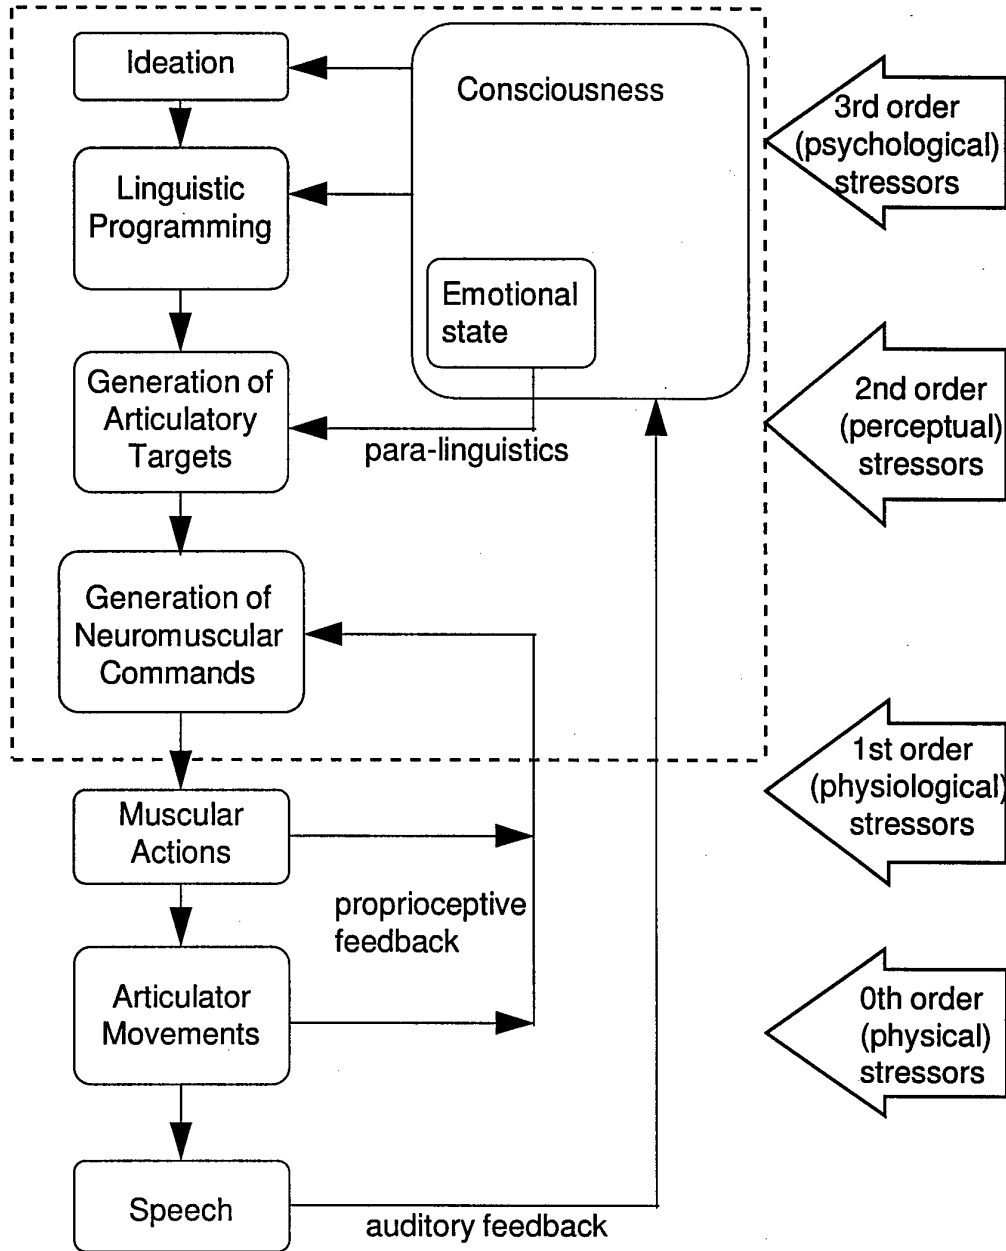 Ideation
Consciousness
Linguistic
Programming
Emotional
state
Generation of
Articulatory
Targets
para-linguistics
Generation of
Neuromuscular
Commands
Muscular
Actions
proprioceptive
feedback
Articulator
Movements
Speech
auditory feedback
3rd order
(psychological)
stressors
2nd order
(perceptual)
stressors
1st order
(physiological)
stressors
0th order
(physical)
stressors